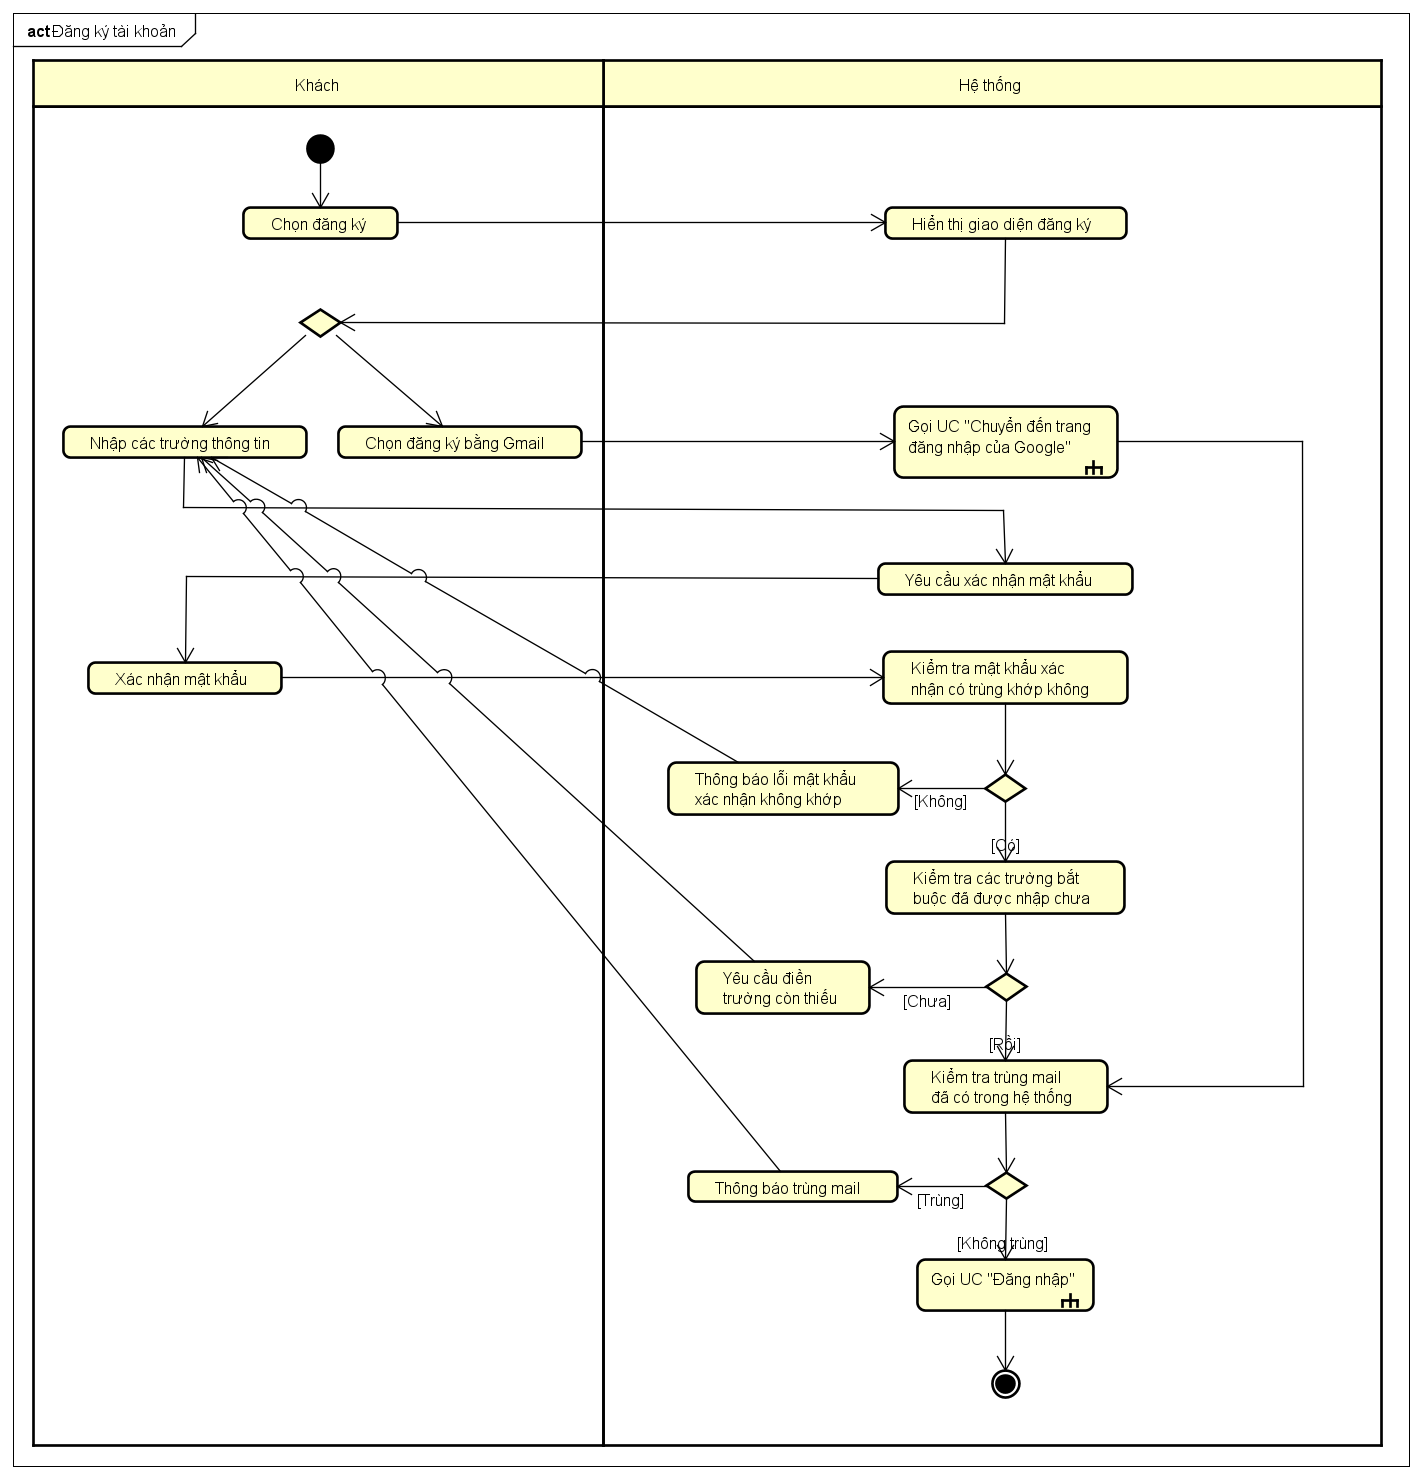 act Đăng ký tài khoản
Khách
Hệ thống
Chọn đăng ký
Hiển thị giao diện đăng ký
Nhập các trường thông tin
Chọn đăng ký bằng Gmail
Gọi UC "Chuyển đến trang
đăng nhập của Google"
Yêu cầu xác nhận mật khẩu
Xác nhận mật khẩu
Kiểm tra mật khẩu xác
nhận có trùng khớp không
Thông báo lỗi mật khẩu
xác nhận không khớp
[Không]
[Có]
Kiểm tra các trường bắt
buộc đã được nhập chưa
Yêu cầu điền
trường còn thiếu
[Chưa]
[Rồi]
Kiểm tra trùng mail
đã có trong hệ thống
Thông báo trùng mail
[Trùng]
[Không trùng]
Gọi UC "Đăng nhập"